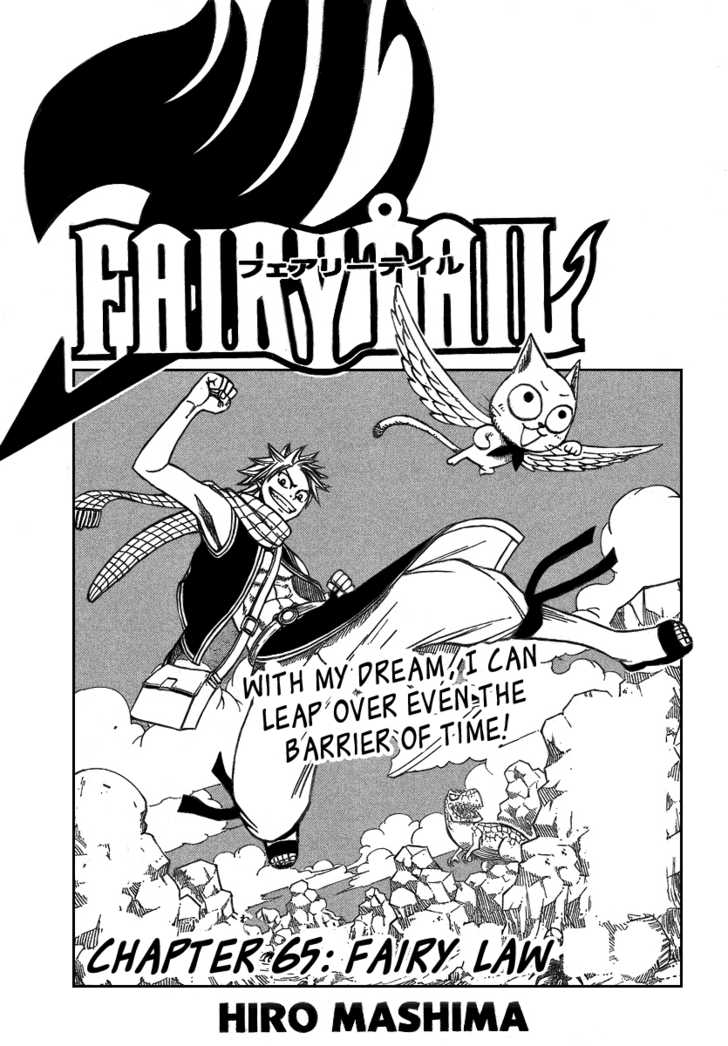 FAIRY TAIL
フェアリーテイル
WITH MY DREAM, I CAN
LEAP OVER EVEN THE
BARRIER OF TIME!
CHAPTER 65: FAIRY LAW
HIRO MASHIMA